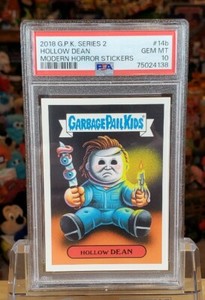 2018 G.P.K. SERIES 2 #14b
HOLLOW DEAN GEM MT
MODERN HORROR STICKERS 10
PSA 75024138
GARBAGE PAIL KIDS
HOLLOW DEAN